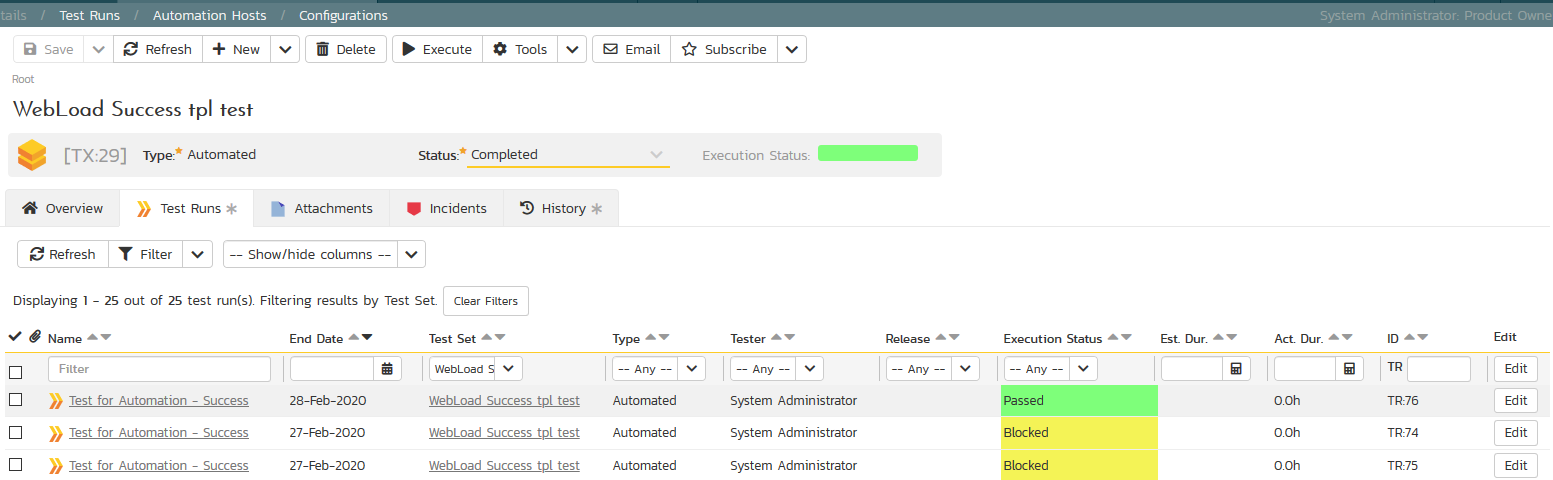 tails / Test Runs / Automation Hosts / Configurations System Administrator: Product Owne
Save Refresh New Delete Execute Tools Email Subscribe
Root
WebLoad Success tpl test
[TX:29] Type:* Automated Status:* Completed Execution Status:
Overview Test Runs * Attachments Incidents History *
Refresh Filter -- Show/hide columns --
Displaying 1 - 25 out of 25 test run(s). Filtering results by Test Set. Clear Filters
Name End Date Test Set Type Tester Release Execution Status Est. Dur. Act. Dur. ID Edit
Filter WebLoad S -- Any -- -- Any -- -- Any -- -- Any -- TR Edit
Test for Automation - Success 28-Feb-2020 WebLoad Success tpl test Automated System Administrator Passed 0.0h TR:76 Edit
Test for Automation - Success 27-Feb-2020 WebLoad Success tpl test Automated System Administrator Blocked 0.0h TR:74 Edit
Test for Automation - Success 27-Feb-2020 WebLoad Success tpl test Automated System Administrator Blocked 0.0h TR:75 Edit